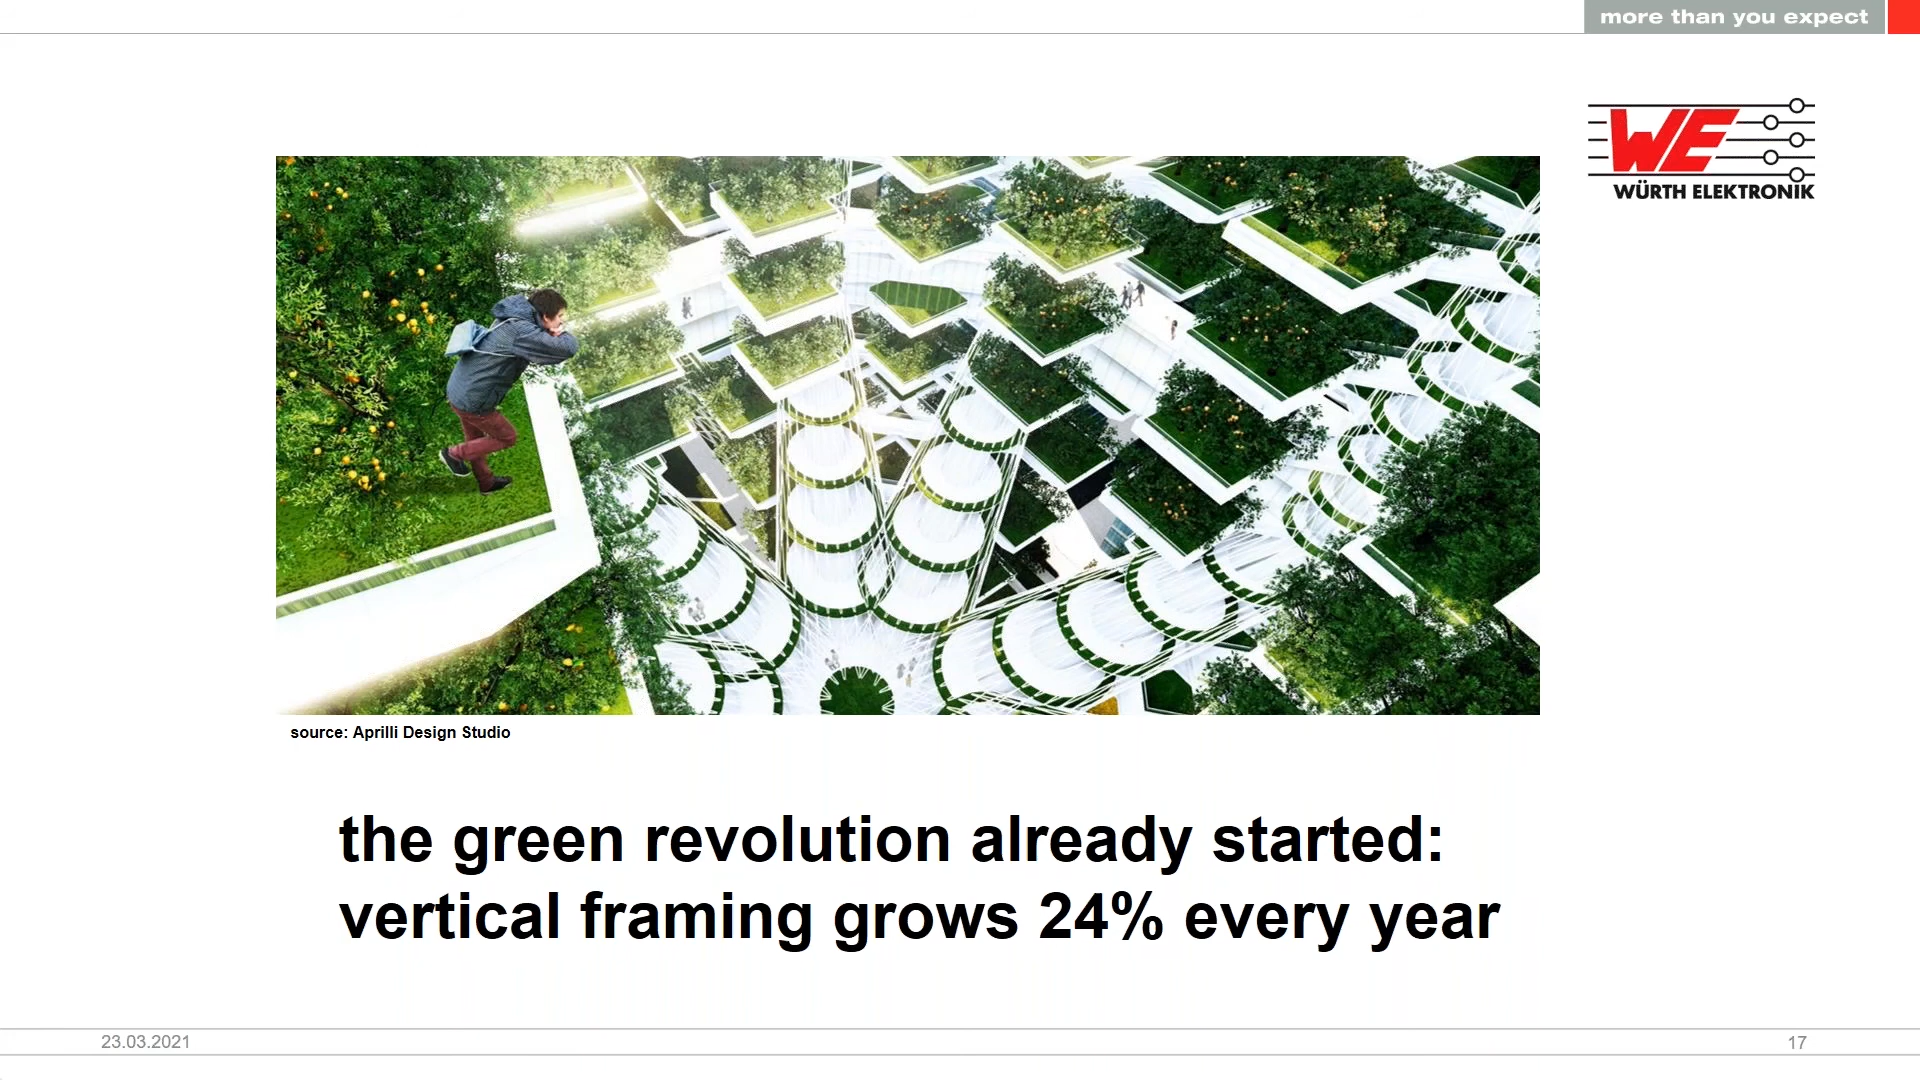 more than you expect
WE
WÜRTH ELEKTRONIK
source: Aprilli Design Studio
the green revolution already started:
vertical framing grows 24% every year
23.03.2021
17